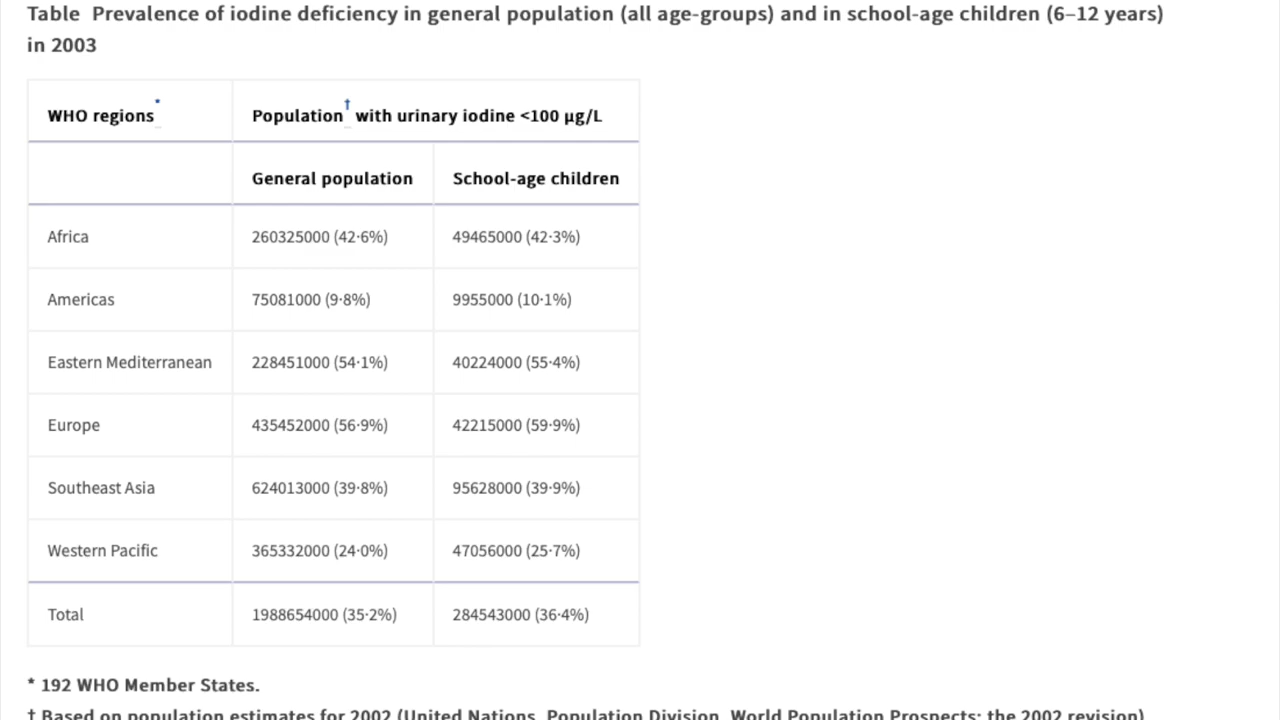 Table Prevalence of iodine deficiency in general population (all age-groups) and in school-age children (6–12 years)
in 2003
WHO regions*
Population† with urinary iodine <100 μg/L
General population School-age children
Africa 260325000 (42·6%) 49465000 (42·3%)
Americas 75081000 (9·8%) 9955000 (10·1%)
Eastern Mediterranean 228451000 (54·1%) 40224000 (55·4%)
Europe 435452000 (56·9%) 42215000 (59·9%)
Southeast Asia 624013000 (39·8%) 95628000 (39·9%)
Western Pacific 365332000 (24·0%) 47056000 (25·7%)
Total 1988654000 (35·2%) 284543000 (36·4%)
* 192 WHO Member States.
† Based on population estimates for 2002 (United Nations, Population Division, World Population Prospects: the 2002 revision)